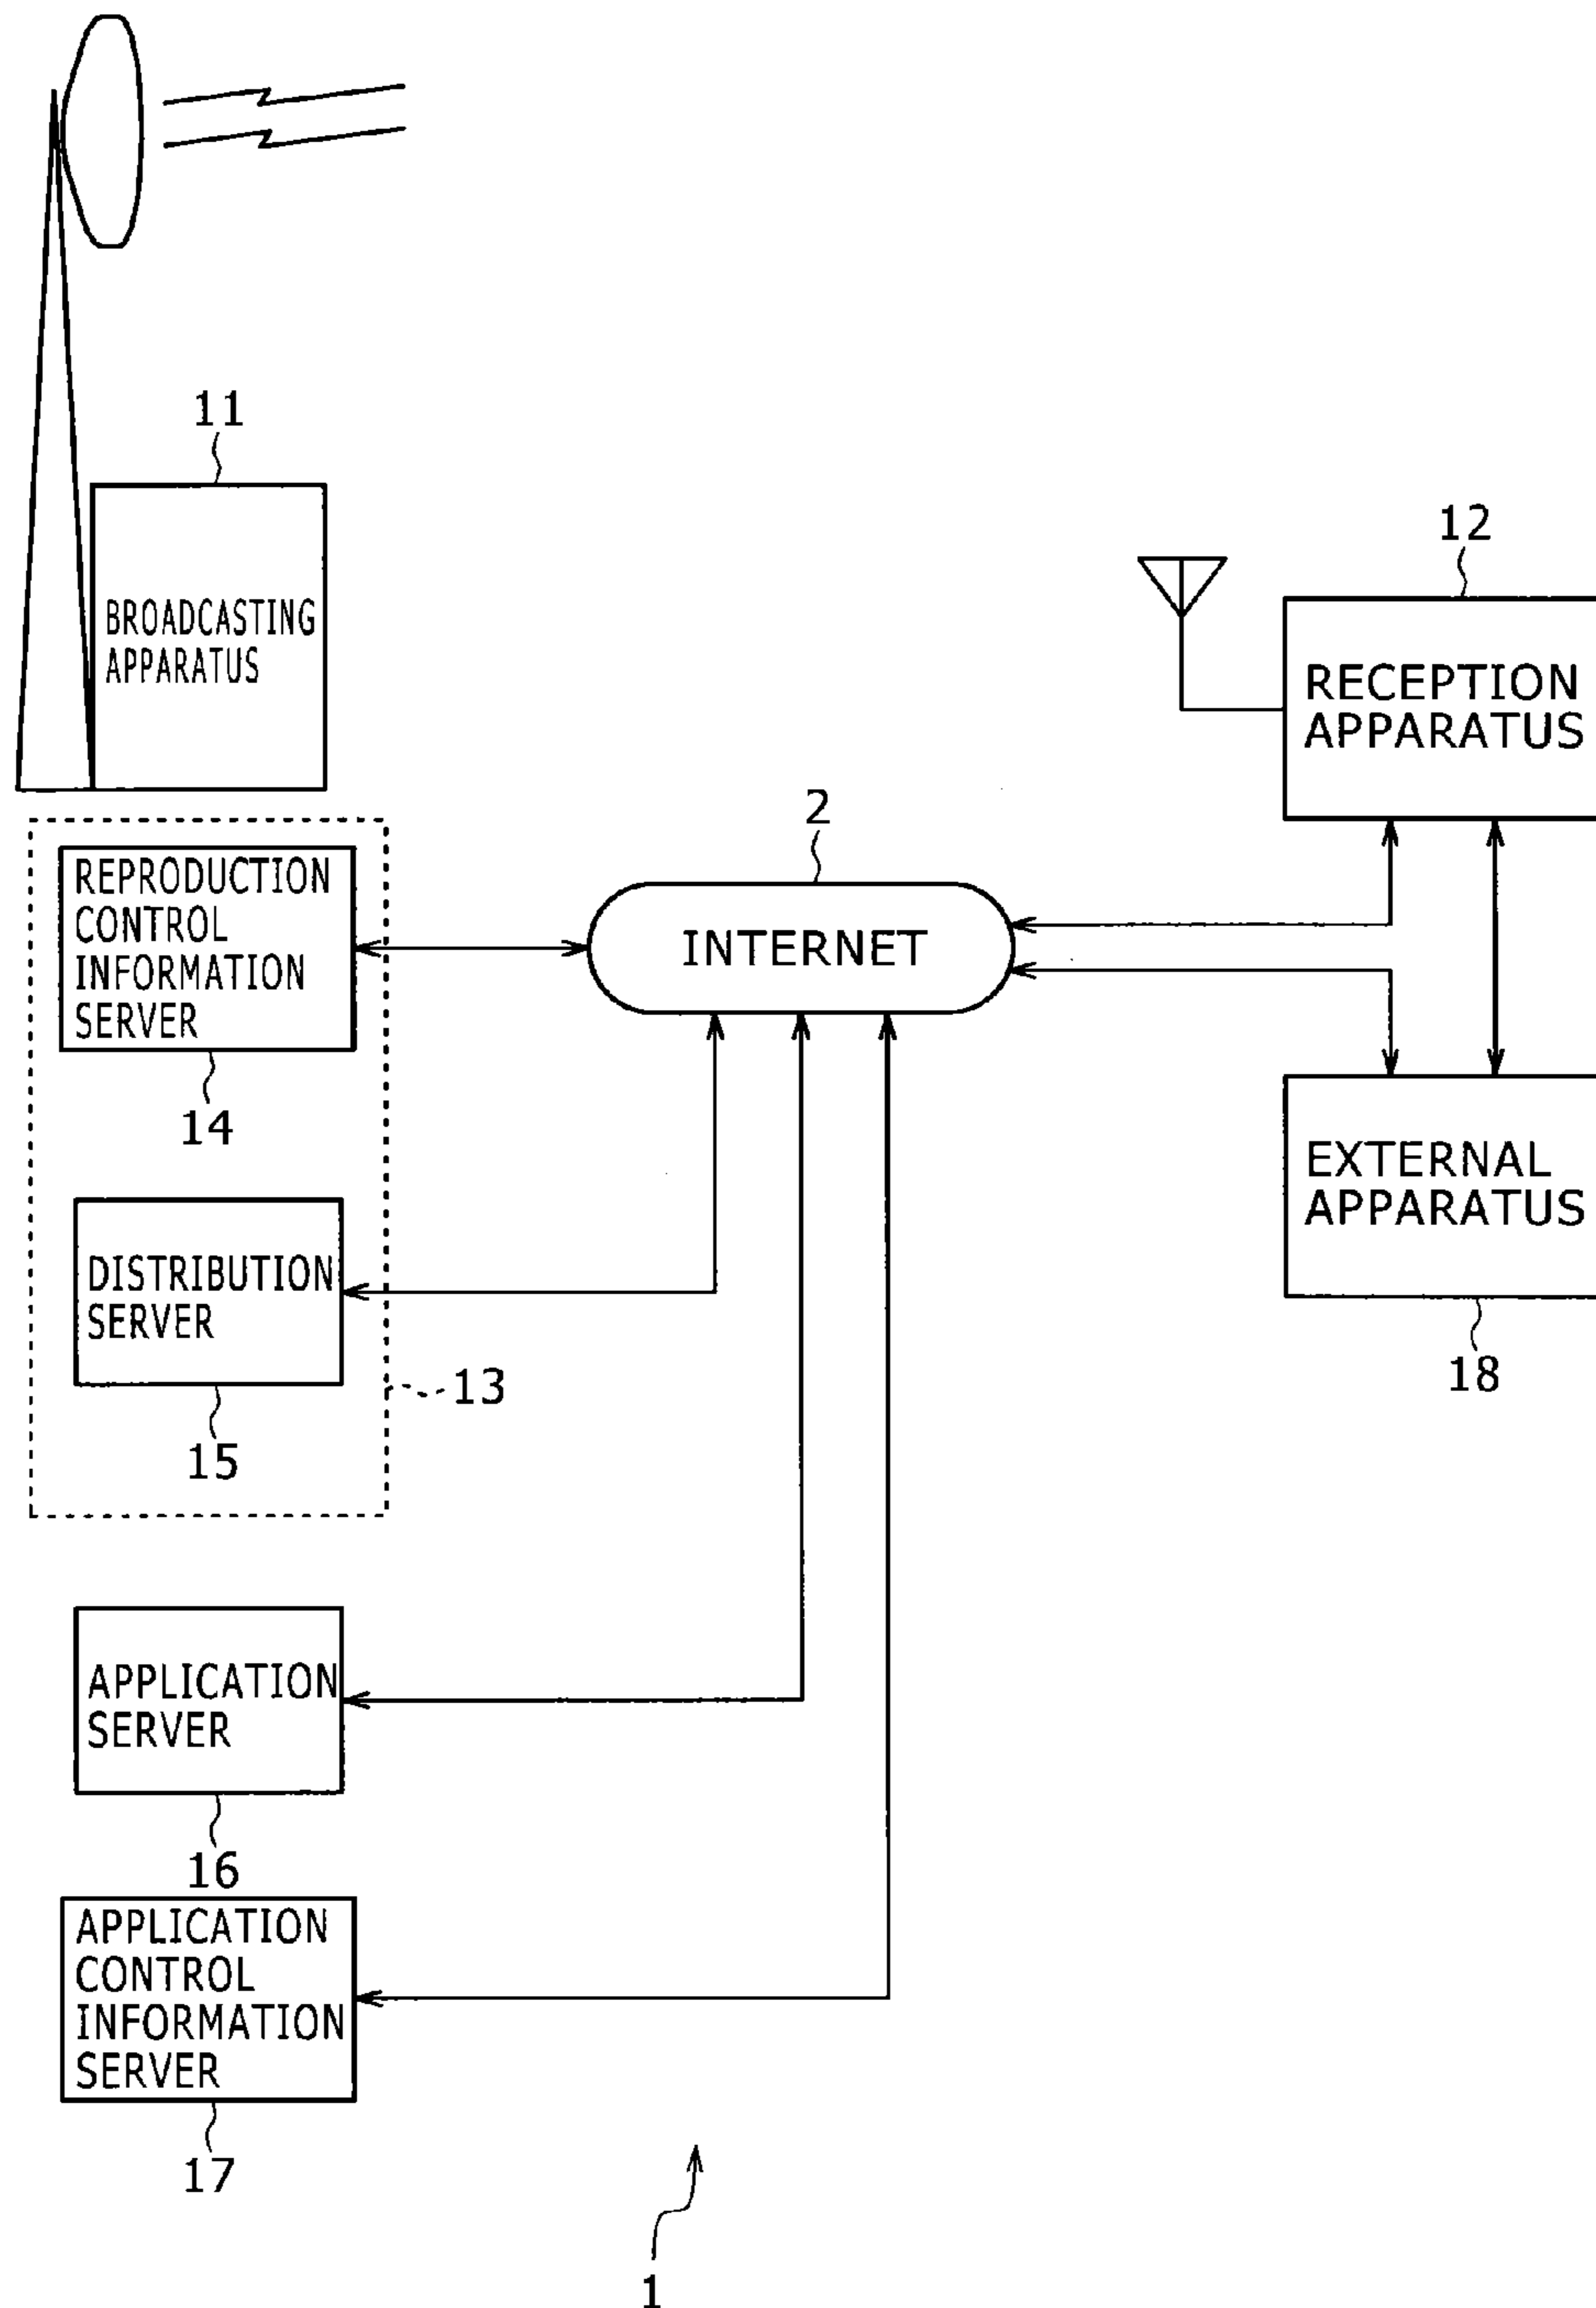 11
BROADCASTING
APPARATUS
12
RECEPTION
APPARATUS
2
INTERNET
REPRODUCTION
CONTROL
INFORMATION
SERVER
14
DISTRIBUTION
SERVER
15
13
EXTERNAL
APPARATUS
18
APPLICATION
SERVER
16
APPLICATION
CONTROL
INFORMATION
SERVER
17
1